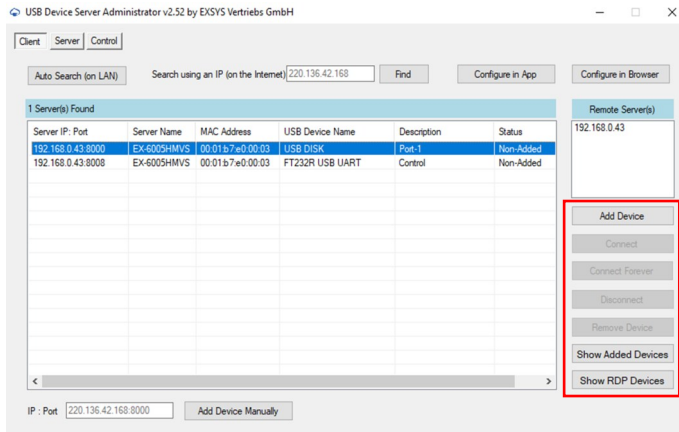 USB Device Server Administrator v2.52 by EXSYS Vertriebs GmbH
Client Server Control
Auto Search (on LAN) Search using an IP (on the Internet) 220.136.42.168 Find Configure in App Configure in Browser
1 Server(s) Found Remote Server(s)
Server IP: Port Server Name MAC Address USB Device Name Description Status
192.168.0.43
192.168.0.43:8000 EX-6005HMVS 00:01:b7:e0:00:03 USB DISK Port-1 Non-Added
192.168.0.43:8008 EX-6005HMVS 00:01:b7:e0:00:03 FT232R USB UART Control Non-Added
Add Device
Connect
Connect Forever
Disconnect
Remove Device
Show Added Devices
Show RDP Devices
IP : Port 220.136.42.168:8000 Add Device Manually